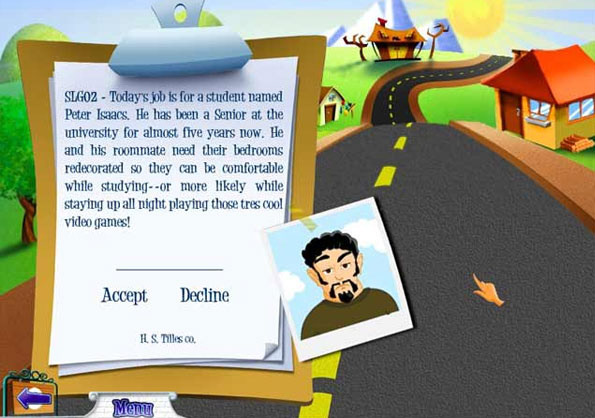 SLG02 - Today's job is for a student named
Peter Isaacs. He has been a Senior at the
university for almost five years now. He
and his roommate need their bedrooms
redecorated so they can be comfortable
while studying--or more likely while
staying up all night playing those tres cool
video games!
Accept Decline
H. S. Tilles co.
Menu